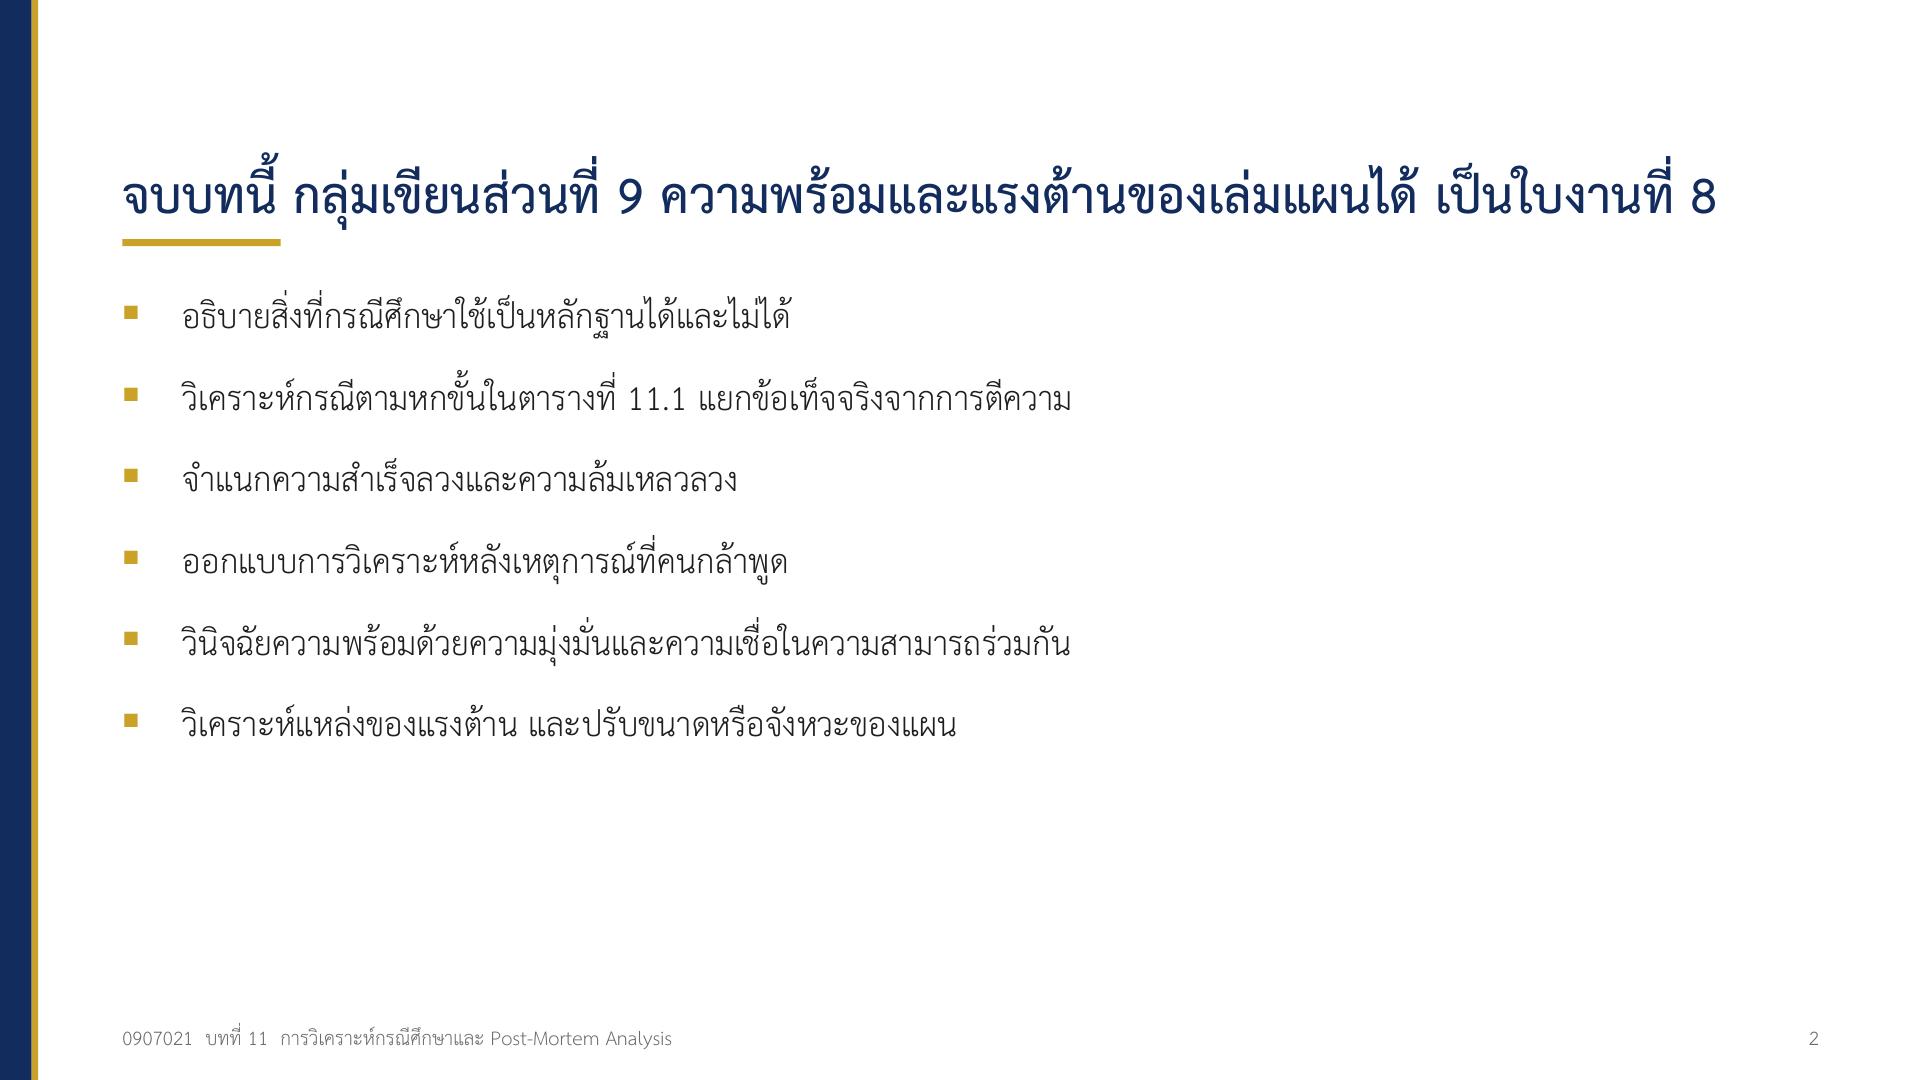 จบบทนี้ กลุ่มเขียนส่วนที่ 9 ความพร้อมและแรงต้านของเล่มแผนได้ เป็นใบงานที่ 8
อธิบายสิ่งที่กรณีศึกษาใช้เป็นหลักฐานได้และไม่ได้
วิเคราะห์กรณีตามหกขั้นในตารางที่ 11.1 แยกข้อเท็จจริงจากการตีความ
จำแนกความสำเร็จลวงและความล้มเหลวลวง
ออกแบบการวิเคราะห์หลังเหตุการณ์ที่คนกล้าพูด
วินิจฉัยความพร้อมด้วยความมุ่งมั่นและความเชื่อในความสามารถร่วมกัน
วิเคราะห์แหล่งของแรงต้าน และปรับขนาดหรือจังหวะของแผน
0907021 บทที่ 11 การวิเคราะห์กรณีศึกษาและ Post-Mortem Analysis
2